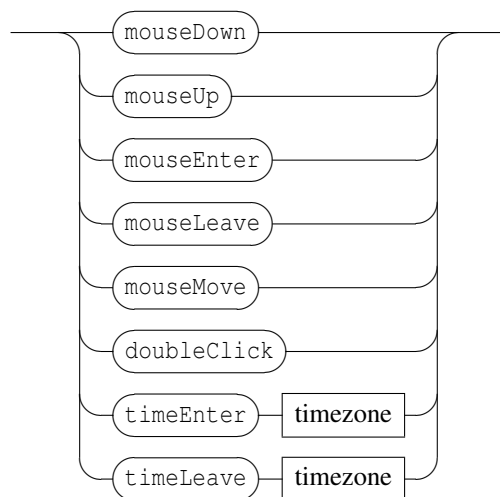 mouseDown
mouseUp
mouseEnter
mouseLeave
mouseMove
doubleClick
timeEnter timezone
timeLeave timezone